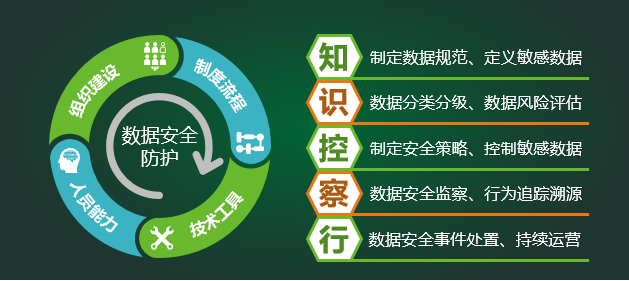 组织建设
制度流程
数据安全
防护
人员能力
技术工具
知 制定数据规范、定义敏感数据
识 数据分类分级、数据风险评估
控 制定安全策略、控制敏感数据
察 数据安全监察、行为追踪溯源
行 数据安全事件处置、持续运营